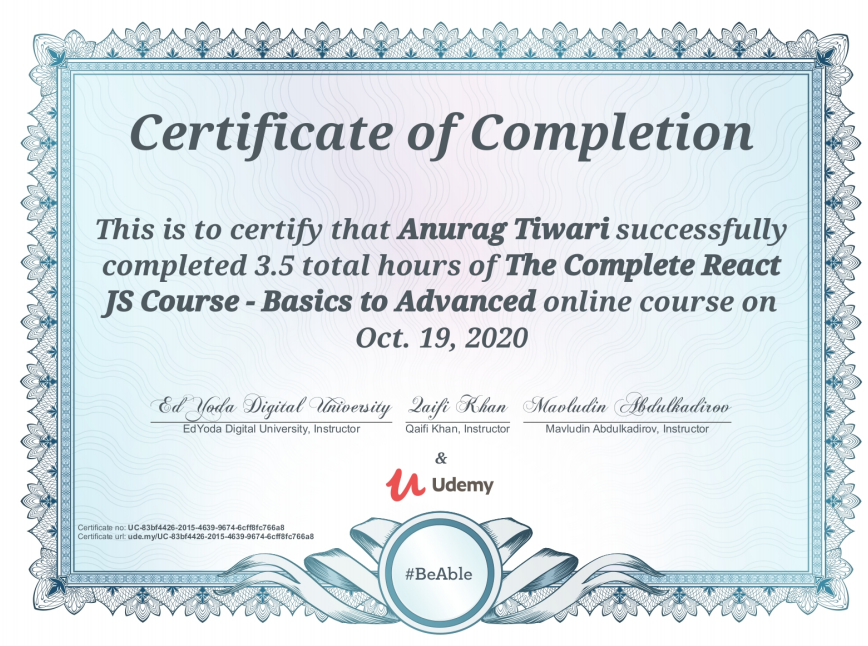 Certificate of Completion
This is to certify that Anurag Tiwari successfully
completed 3.5 total hours of The Complete React
JS Course - Basics to Advanced online course on
Oct. 19, 2020
Ed Yoda Digital University Qaifi Khan Mavludin Abdulkadirov
EdYoda Digital University, Instructor Qaifi Khan, Instructor Mavludin Abdulkadirov, Instructor
&
Udemy
Certificate no: UC-83bf4426-2015-4639-9674-6cff8fc766a8
Certificate url: ude.my/UC-83bf4426-2015-4639-9674-6cff8fc766a8
#BeAble